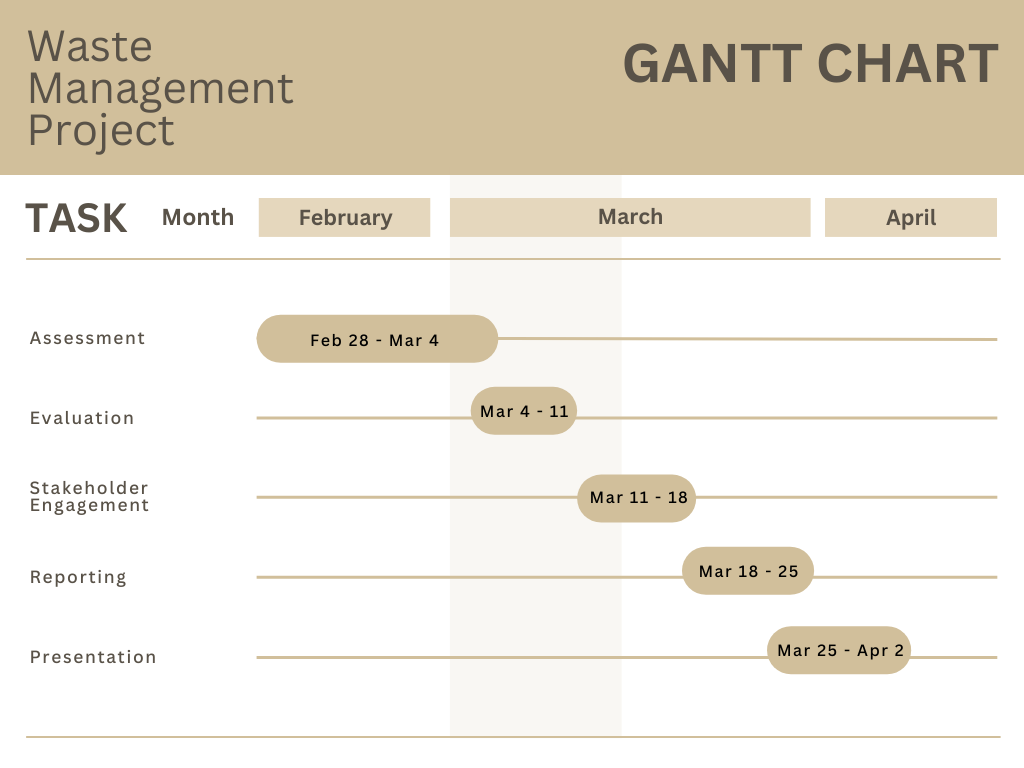 Waste
Management
Project
GANTT CHART
TASK Month February March April
Assessment Feb 28 - Mar 4
Evaluation Mar 4 - 11
Stakeholder
Engagement
Mar 11 - 18
Reporting Mar 18 - 25
Presentation Mar 25 - Apr 2